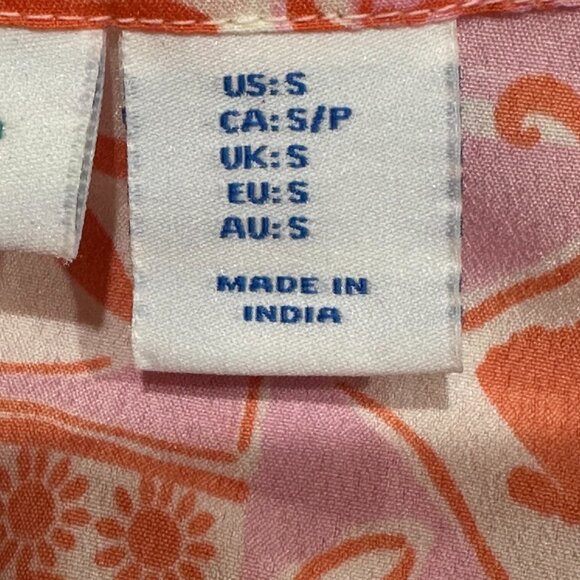 US: S
CA: S/P
UK: S
EU: S
AU: S
MADE IN
INDIA